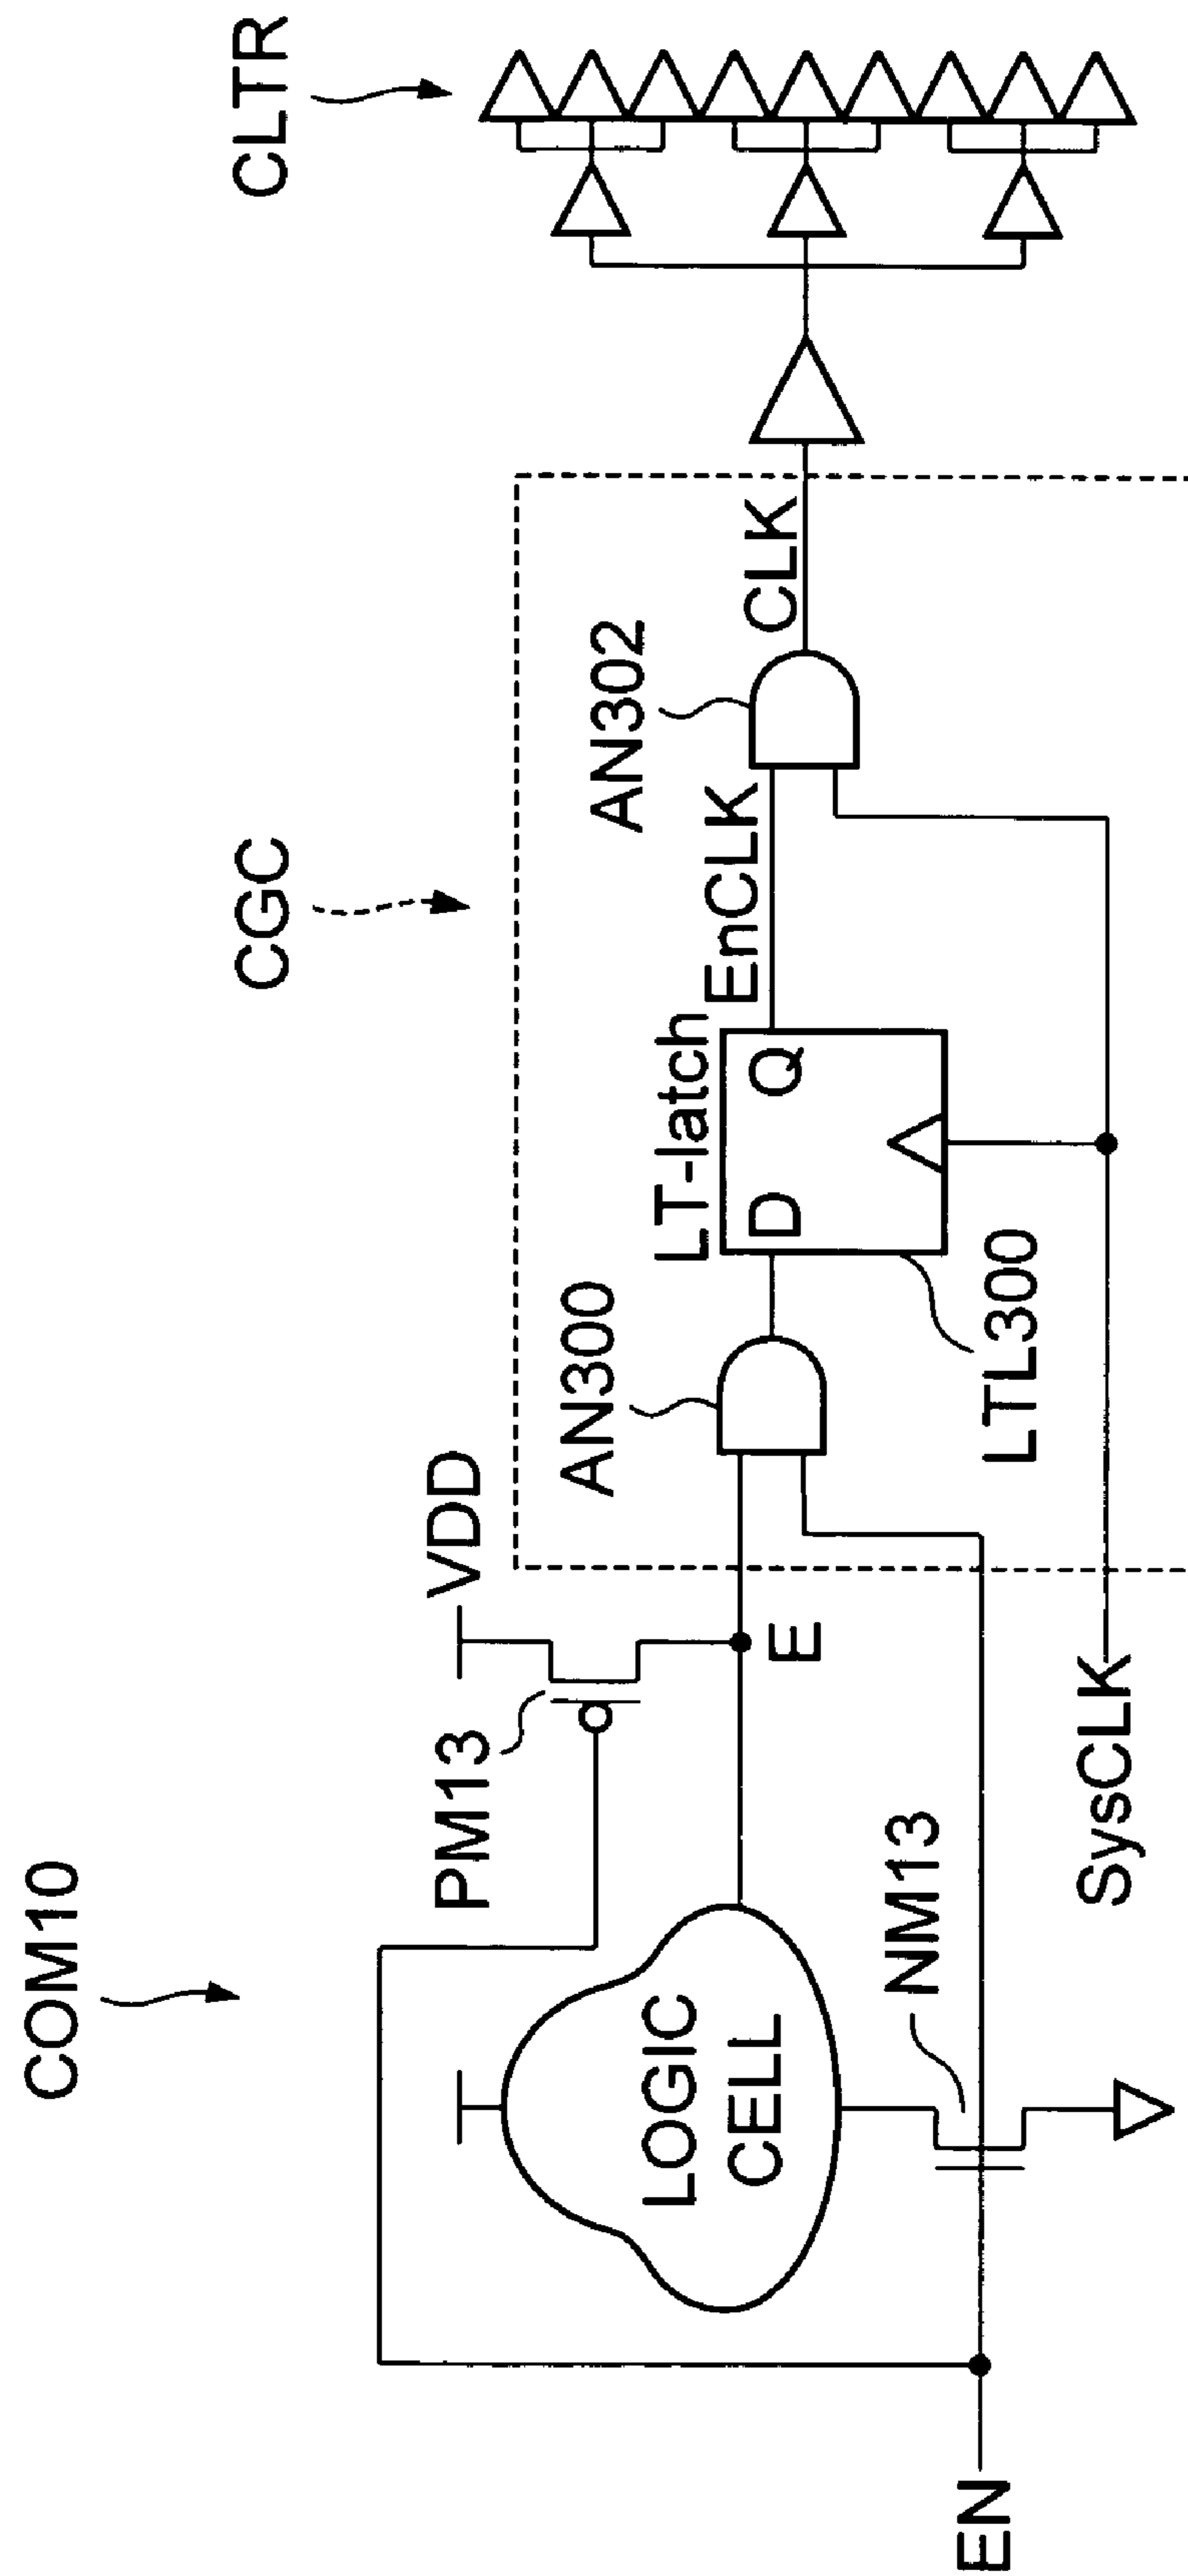 COM10
CGC
CLTR
VDD
PM13
AN300
AN302
LOGIC
CELL
LT-latch
D
Q
EnCLK
CLK
E
NM13
LTL300
EN
SysCLK